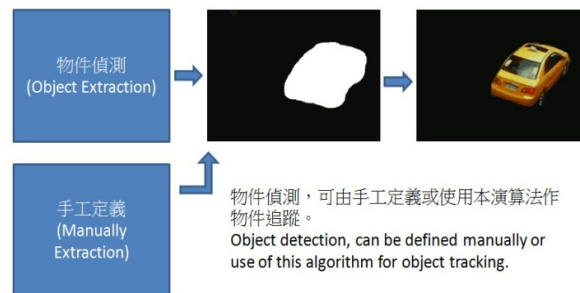 物件偵測
(Object Extraction)
手工定義
(Manually
Extraction)
物件偵測，可由手工定義或使用本演算法作
物件追蹤。
Object detection, can be defined manually or
use of this algorithm for object tracking.